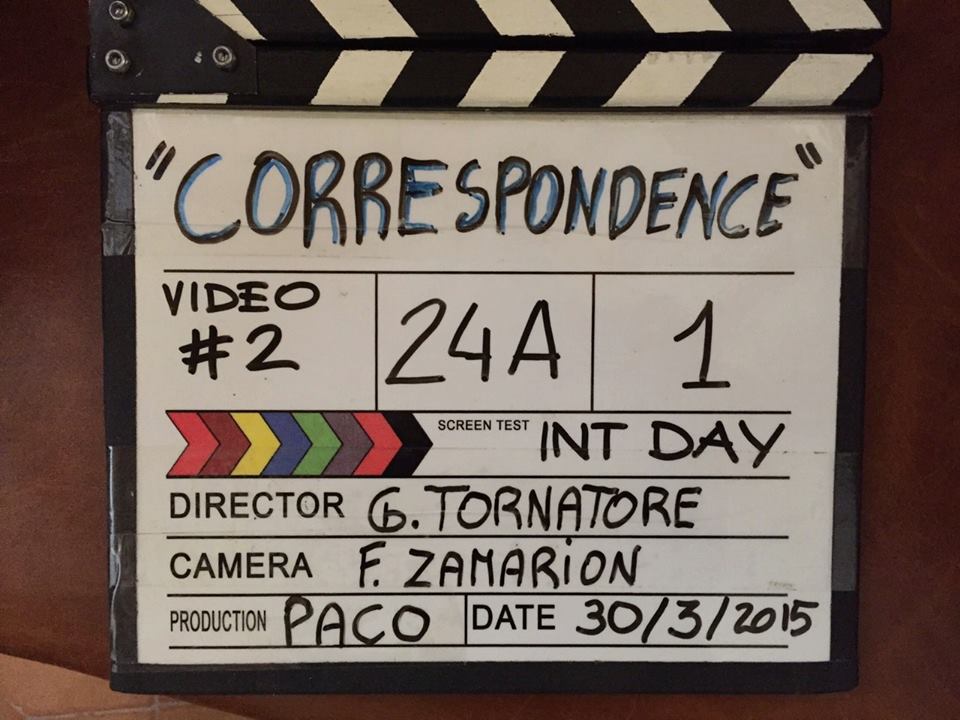 "CORRESPONDENCE"
VIDEO
#2
24A
1
SCREEN TEST INT DAY
DIRECTOR G. TORNATORE
CAMERA F. ZAMARION
PRODUCTION PACO DATE 30/3/2015